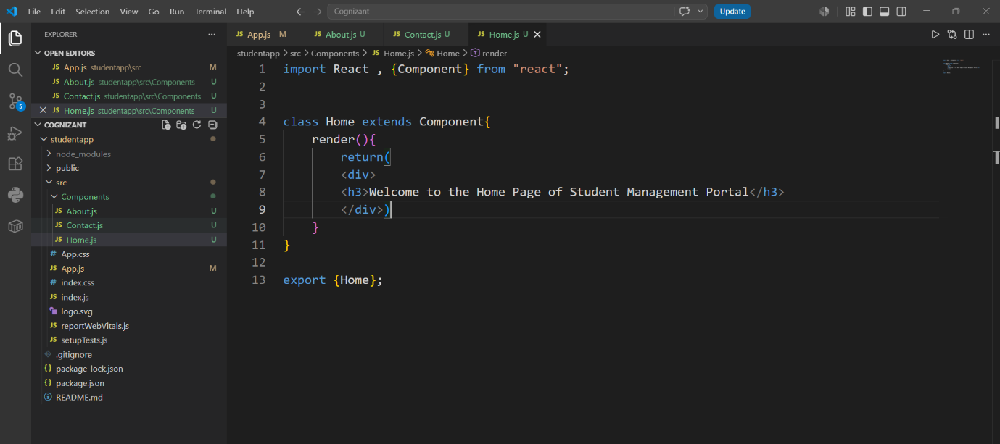 File Edit Selection View Go Run Terminal Help Cognizant Update
EXPLORER
OPEN EDITORS
JS App.js studentapp\src M
JS About.js studentapp\src\Components U
JS Contact.js studentapp\src\Components U
JS Home.js studentapp\src\Components U
5
COGNIZANT
studentapp
node_modules
public
src
Components
JS About.js U
JS Contact.js U
JS Home.js U
# App.css
JS App.js M
# index.css
JS index.js
logo.svg
JS reportWebVitals.js
JS setupTests.js
.gitignore
{} package-lock.json
{} package.json
README.md
JS App.js M JS About.js U JS Contact.js U JS Home.js U
studentapp > src > Components > JS Home.js > Home > render
1 import React , {Component} from "react";
2
3
4 class Home extends Component{
5 render(){
6 return(
7 <div>
8 <h3>Welcome to the Home Page of Student Management Portal</h3>
9 </div>)
10 }
11 }
12
13 export {Home};